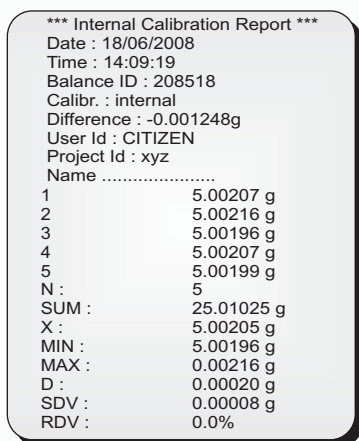 *** Internal Calibration Report ***
Date : 18/06/2008
Time : 14:09:19
Balance ID : 208518
Calibr. : internal
Difference : -0.001248g
User Id : CITIZEN
Project Id : xyz
Name ......................
1 5.00207 g
2 5.00216 g
3 5.00196 g
4 5.00207 g
5 5.00199 g
N : 5
SUM : 25.01025 g
X : 5.00205 g
MIN : 5.00196 g
MAX : 0.00216 g
D : 0.00020 g
SDV : 0.00008 g
RDV : 0.0%